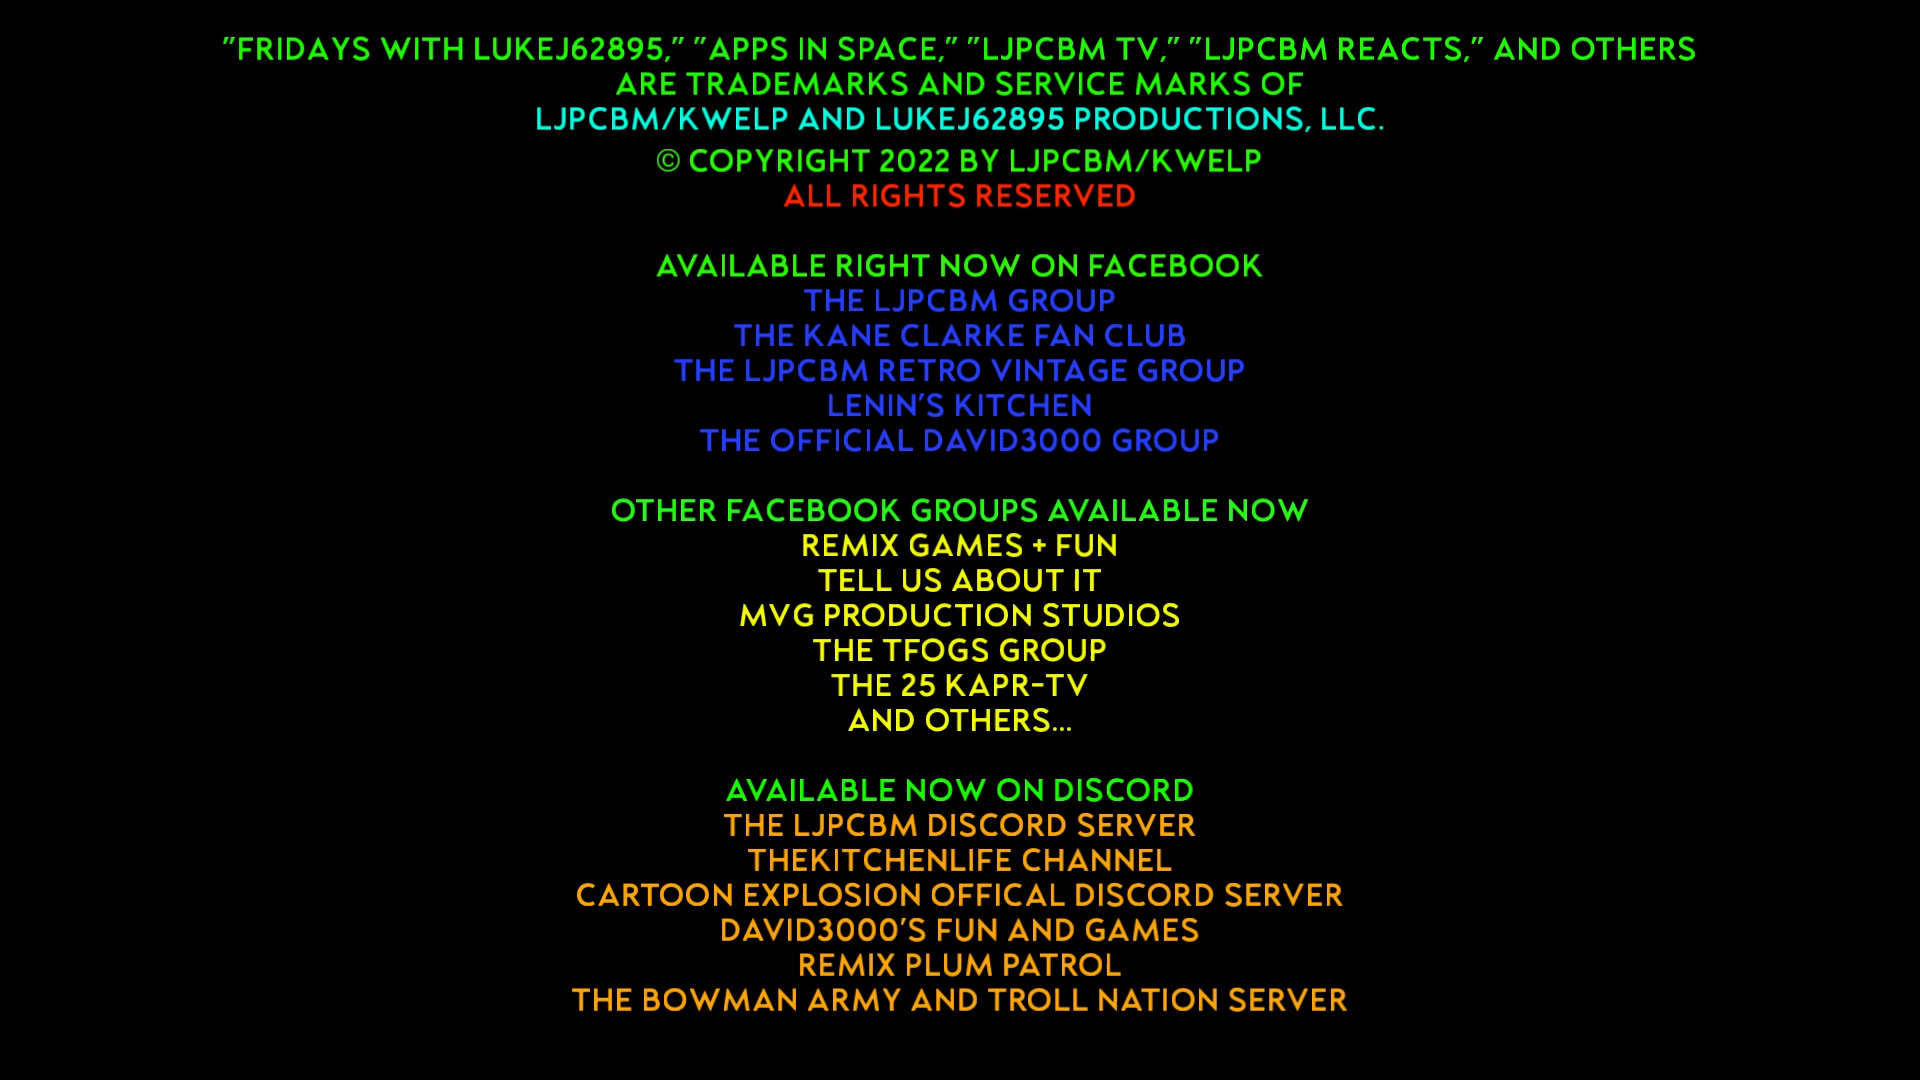 "FRIDAYS WITH LUKEJ62895," "APPS IN SPACE," "LJPCBM TV," "LJPCBM REACTS," AND OTHERS
ARE TRADEMARKS AND SERVICE MARKS OF
LJPCBM/KWELP AND LUKEJ62895 PRODUCTIONS, LLC.
© COPYRIGHT 2022 BY LJPCBM/KWELP
ALL RIGHTS RESERVED
AVAILABLE RIGHT NOW ON FACEBOOK
THE LJPCBM GROUP
THE KANE CLARKE FAN CLUB
THE LJPCBM RETRO VINTAGE GROUP
LENIN'S KITCHEN
THE OFFICIAL DAVID3000 GROUP
OTHER FACEBOOK GROUPS AVAILABLE NOW
REMIX GAMES + FUN
TELL US ABOUT IT
MVG PRODUCTION STUDIOS
THE TFOGS GROUP
THE 25 KAPR-TV
AND OTHERS...
AVAILABLE NOW ON DISCORD
THE LJPCBM DISCORD SERVER
THEKITCHENLIFE CHANNEL
CARTOON EXPLOSION OFFICAL DISCORD SERVER
DAVID3000'S FUN AND GAMES
REMIX PLUM PATROL
THE BOWMAN ARMY AND TROLL NATION SERVER